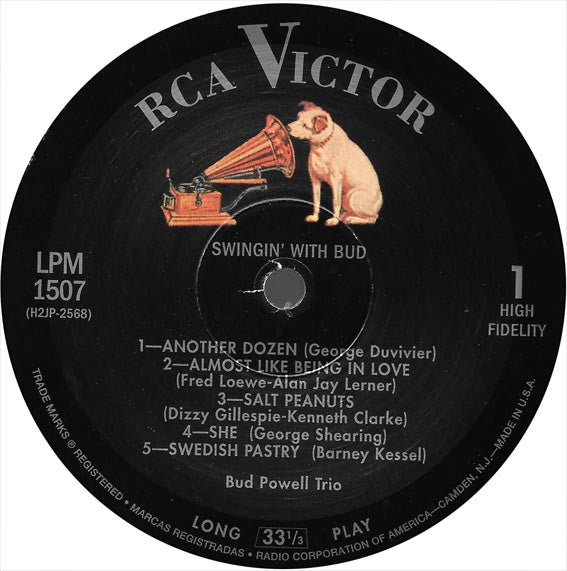 RCA VICTOR
SWINGIN' WITH BUD
LPM
1507
(H2JP-2568)
1
HIGH
FIDELITY
1—ANOTHER DOZEN (George Duvivier)
2—ALMOST LIKE BEING IN LOVE
(Fred Loewe-Alan Jay Lerner)
3—SALT PEANUTS
(Dizzy Gillespie-Kenneth Clarke)
4—SHE (George Shearing)
5—SWEDISH PASTRY (Barney Kessel)
Bud Powell Trio
LONG 33 1/3 PLAY
TRADE MARKS ® REGISTERED • MARCAS REGISTRADAS • RADIO CORPORATION OF AMERICA—CAMDEN, N.J.—MADE IN U.S.A.